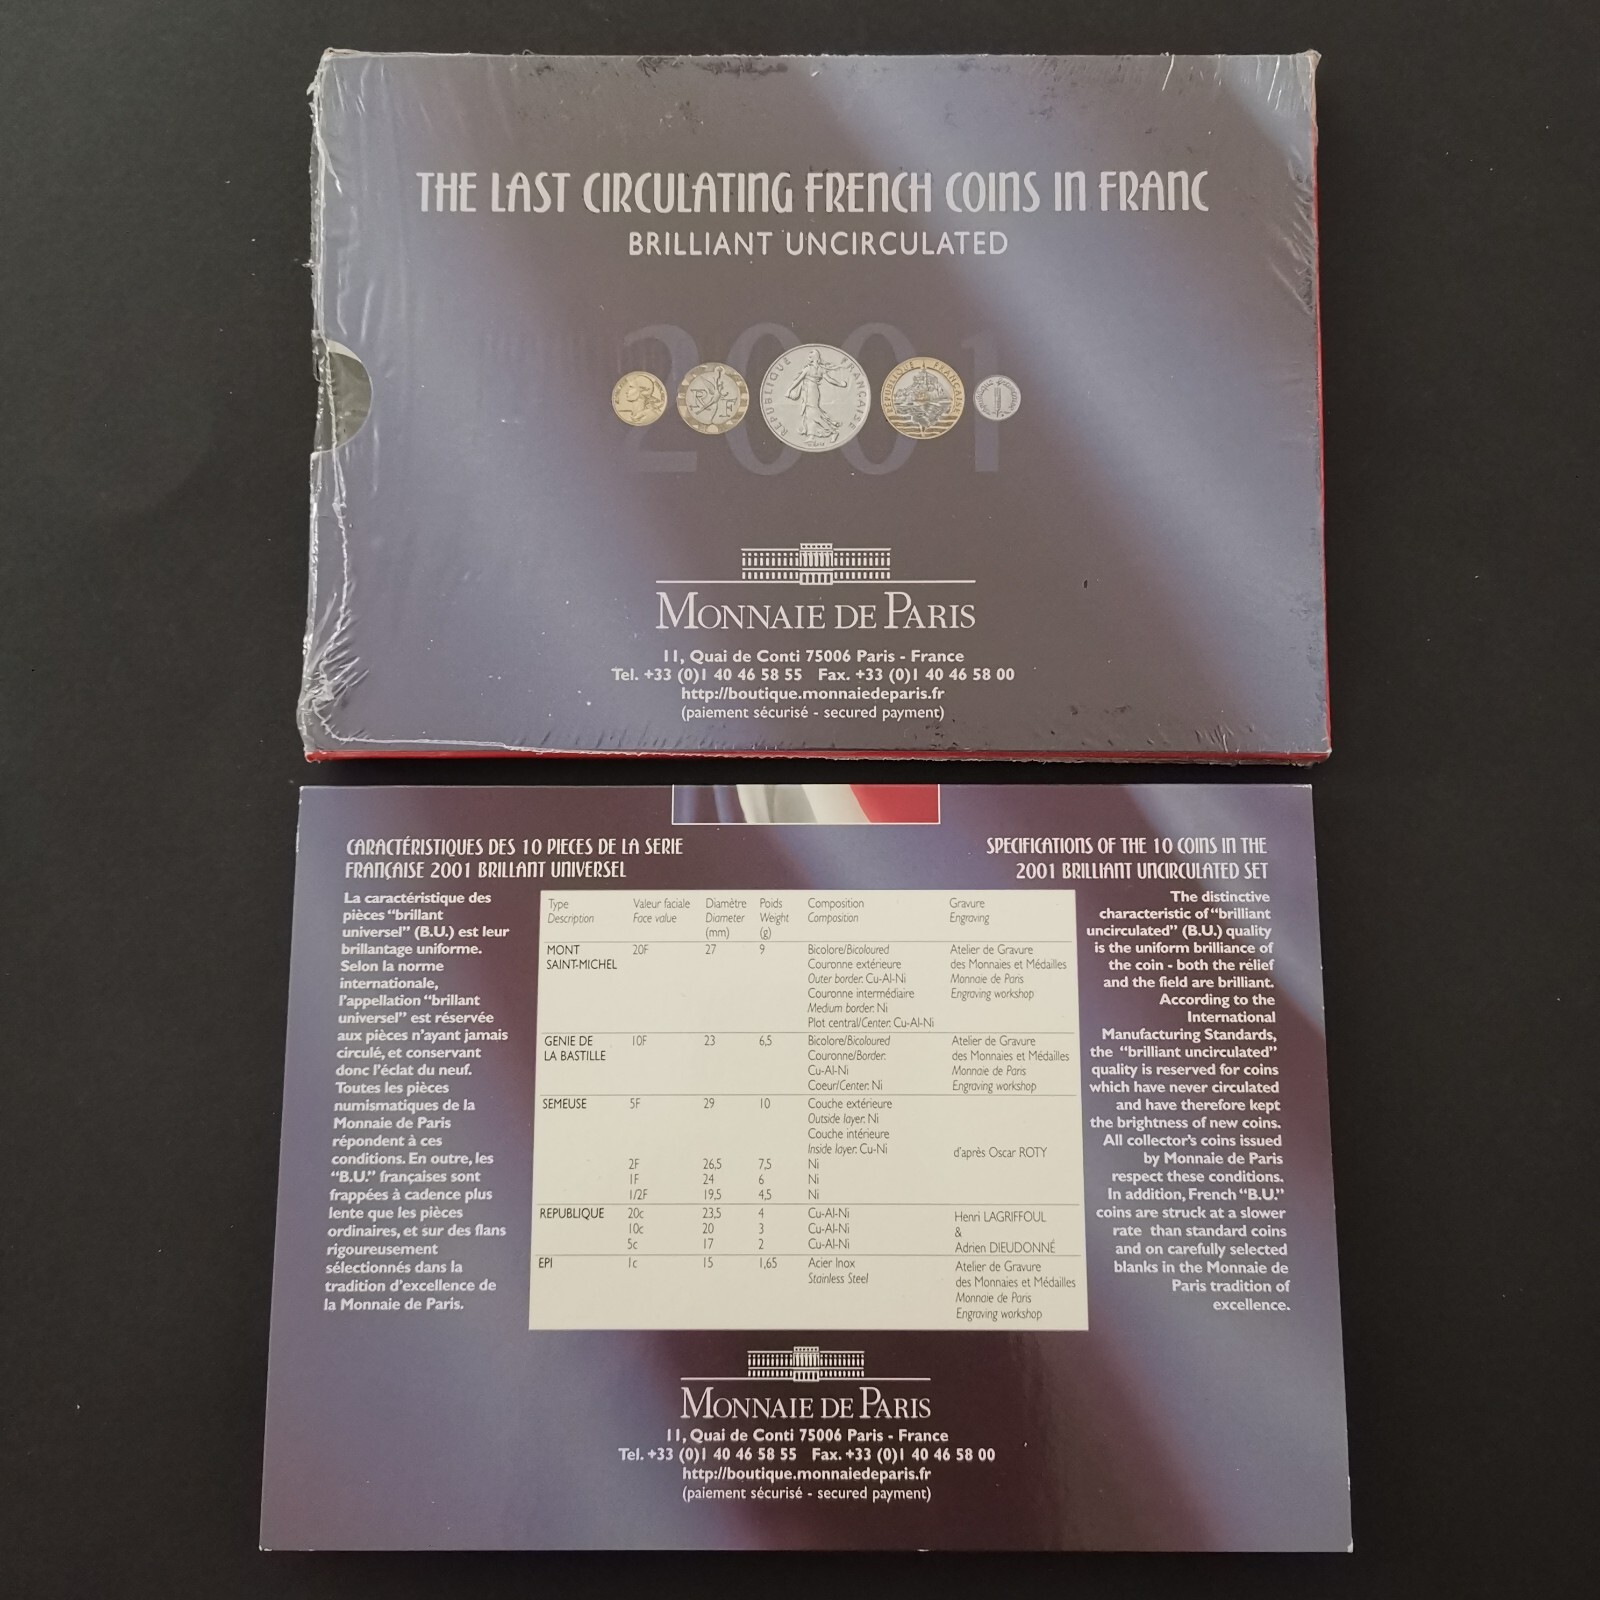 THE LAST CIRCULATING FRENCH COINS IN FRANC
BRILLIANT UNCIRCULATED
2001
RÉPUBLIQUE FRANÇAISE
RÉPUBLIQUE FRANÇAISE
RF
MONNAIE DE PARIS
11, Quai de Conti 75006 Paris - France
Tel. +33 (0)1 40 46 58 55 Fax. +33 (0)1 40 46 58 00
http://boutique.monnaiedeparis.fr
(paiement sécurisé - secured payment)
CARACTÉRISTIQUES DES 10 PIECES DE LA SERIE
FRANÇAISE 2001 BRILLANT UNIVERSEL
La caractéristique des
pièces "brillant
universel" (B.U.) est leur
brillantage uniforme.
Selon la norme
internationale,
l'appellation "brillant
universel" est réservée
aux pièces n'ayant jamais
circulé, et conservant
donc l'éclat du neuf.
Toutes les pièces
numismatiques de la
Monnaie de Paris
répondent à ces
conditions. En outre, les
"B.U." françaises sont
frappées à cadence plus
lente que les pièces
ordinaires, et sur des flans
rigoureusement
sélectionnés dans la
tradition d'excellence de
la Monnaie de Paris.
Type Valeur faciale Diamètre Poids Composition Gravure
Description Face value Diameter Weight Composition Engraving
(mm) (g)
MONT 20F 27 9 Bicolore/Bicoloured Atelier de Gravure
SAINT-MICHEL Couronne extérieure des Monnaies et Médailles
Outer border: Cu-Al-Ni Monnaie de Paris
Couronne intermédiaire Engraving workshop
Medium border: Ni
Plot central/Center: Cu-Al-Ni
GENIE DE 10F 23 6,5 Bicolore/Bicoloured Atelier de Gravure
LA BASTILLE Couronne/Border: des Monnaies et Médailles
Cu-Al-Ni Monnaie de Paris
Coeur/Center: Ni Engraving workshop
SEMEUSE 5F 29 10 Couche extérieure
Outside layer: Ni
Couche intérieure
Inside layer: Cu-Ni d'après Oscar ROTY
2F 26,5 7,5 Ni
1F 24 6 Ni
1/2F 19,5 4,5 Ni
REPUBLIQUE 20c 23,5 4 Cu-Al-Ni Henri LAGRIFFOUL
10c 20 3 Cu-Al-Ni &
5c 17 2 Cu-Al-Ni Adrien DIEUDONNÉ
EPI 1c 15 1,65 Acier Inox Atelier de Gravure
Stainless Steel des Monnaies et Médailles
Monnaie de Paris
Engraving workshop
SPECIFICATIONS OF THE 10 COINS IN THE
2001 BRILLIANT UNCIRCULATED SET
The distinctive
characteristic of "brilliant
uncirculated" (B.U.) quality
is the uniform brilliance of
the coin - both the rélief
and the field are brilliant.
According to the
International
Manufacturing Standards,
the "brilliant uncirculated"
quality is reserved for coins
which have never circulated
and have therefore kept
the brightness of new coins.
All collector's coins issued
by Monnaie de Paris
respect these conditions.
In addition, French "B.U."
coins are struck at a slower
rate than standard coins
and on carefully selected
blanks in the Monnaie de
Paris tradition of
excellence.
MONNAIE DE PARIS
11, Quai de Conti 75006 Paris - France
Tel. +33 (0)1 40 46 58 55 Fax. +33 (0)1 40 46 58 00
http://boutique.monnaiedeparis.fr
(paiement sécurisé - secured payment)